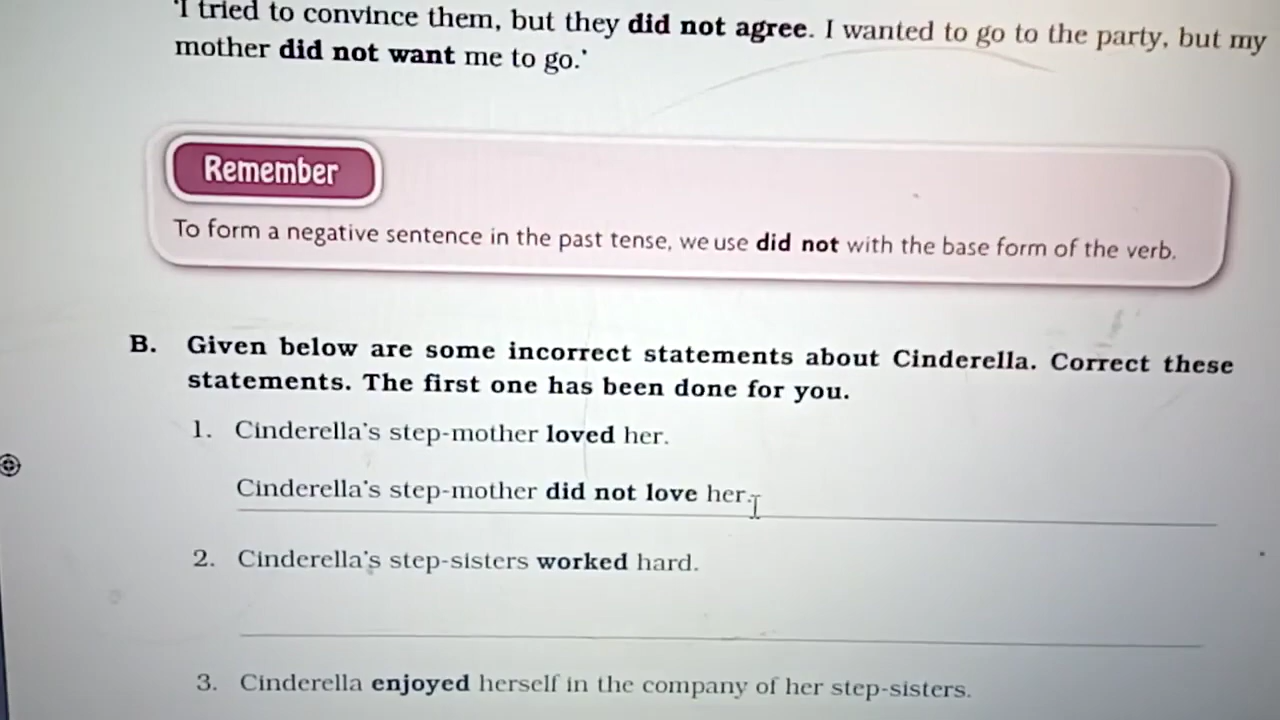 'I tried to convince them, but they did not agree. I wanted to go to the party, but my
mother did not want me to go.'
Remember
To form a negative sentence in the past tense, we use did not with the base form of the verb.
B. Given below are some incorrect statements about Cinderella. Correct these
statements. The first one has been done for you.
1. Cinderella's step-mother loved her.
Cinderella's step-mother did not love her.
2. Cinderella's step-sisters worked hard.
3. Cinderella enjoyed herself in the company of her step-sisters.